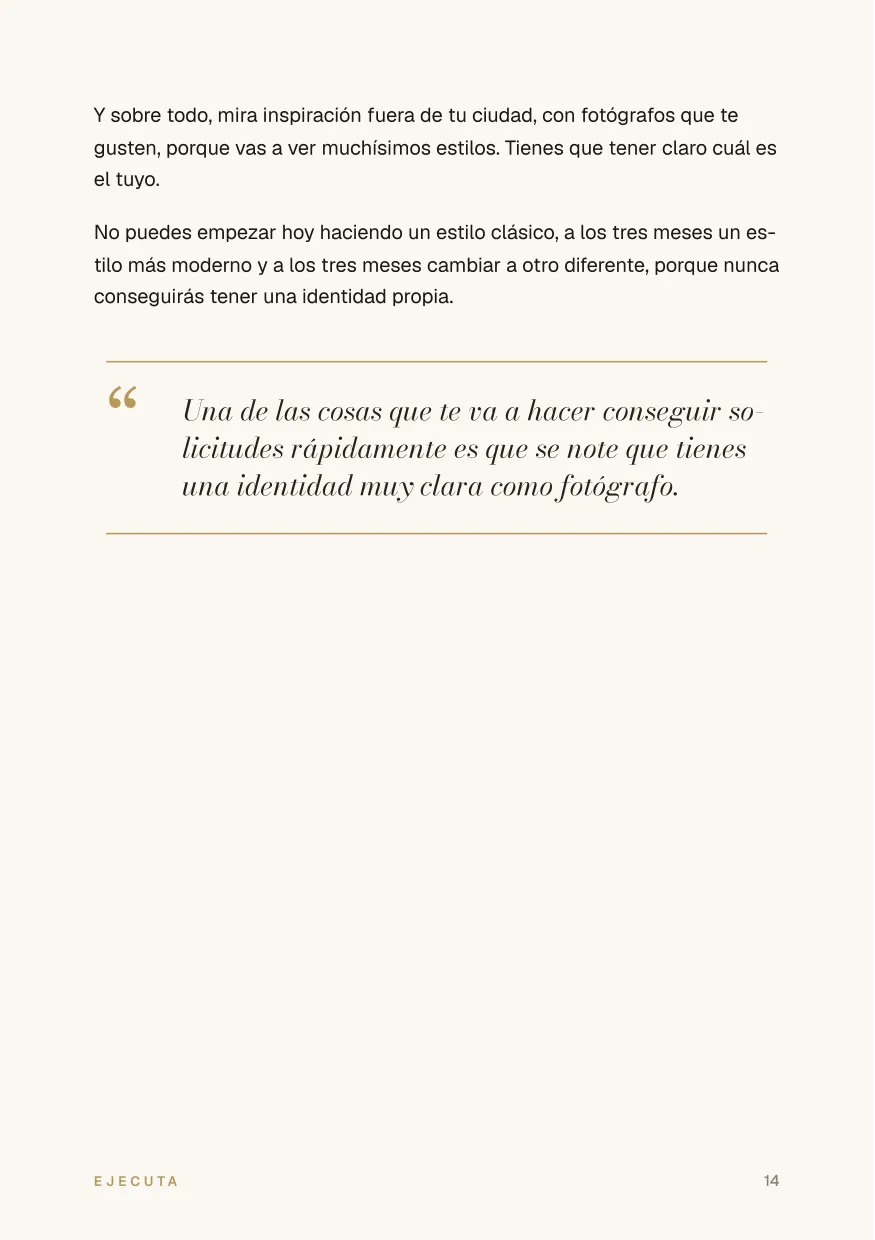 Y sobre todo, mira inspiración fuera de tu ciudad, con fotógrafos que te
gusten, porque vas a ver muchísimos estilos. Tienes que tener claro cuál es
el tuyo.
No puedes empezar hoy haciendo un estilo clásico, a los tres meses un es-
tilo más moderno y a los tres meses cambiar a otro diferente, porque nunca
conseguirás tener una identidad propia.
“ Una de las cosas que te va a hacer conseguir so-
licitudes rápidamente es que se note que tienes
una identidad muy clara como fotógrafo.
EJECUTA 14